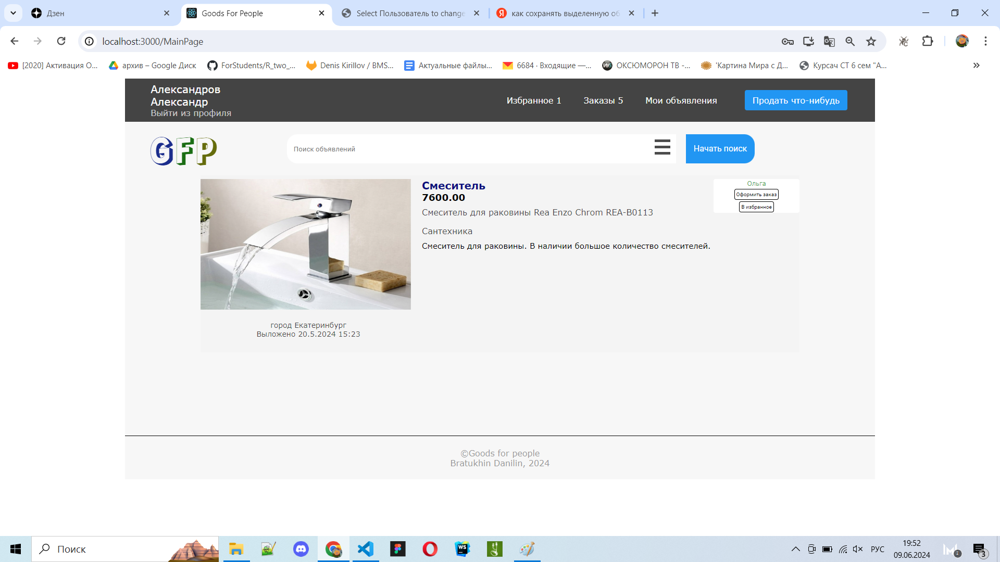 Дзен
Goods For People
Select Пользователь to change
как сохранять выделенную об
localhost:3000/MainPage
[2020] Активация О...
архив – Google Диск
ForStudents/R_two_...
Denis Kirillov / BMS...
Актуальные файлы...
6684 · Входящие —...
ОКСЮМОРОН ТВ -...
'Картина Мира с Д...
Курсач СТ 6 сем "А...
Александров
Александр
Выйти из профиля
Избранное 1
Заказы 5
Мои объявления
Продать что-нибудь
GFP
Поиск объявлений
Начать поиск
Смеситель
7600.00
Смеситель для раковины Rea Enzo Chrom REA-B0113
Сантехника
Смеситель для раковины. В наличии большое количество смесителей.
Ольга
Оформить заказ
В избранное
город Екатеринбург
Выложено 20.5.2024 15:23
©Goods for people
Bratukhin Danilin, 2024
Поиск
WS
РУС
19:52
09.06.2024
3
3